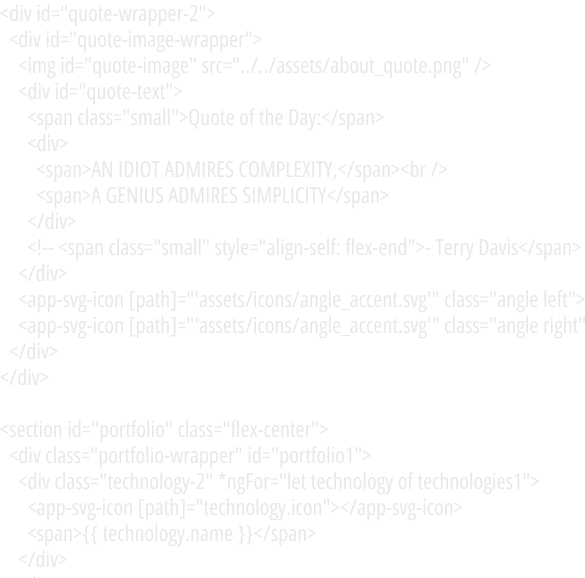 <div id="quote-wrapper-2">
<div id="quote-image-wrapper">
<img id="quote-image" src="../../assets/about_quote.png" />
<div id="quote-text">
<span class="small">Quote of the Day:</span>
<div>
<span>AN IDIOT ADMIRES COMPLEXITY,</span><br />
<span>A GENIUS ADMIRES SIMPLICITY</span>
</div>
<!-- <span class="small" style="align-self: flex-end">- Terry Davis</span>
</div>
<app-svg-icon [path]="'assets/icons/angle_accent.svg'" class="angle left">
<app-svg-icon [path]="'assets/icons/angle_accent.svg'" class="angle right"
</div>
</div>
<section id="portfolio" class="flex-center">
<div class="portfolio-wrapper" id="portfolio1">
<div class="technology-2" *ngFor="let technology of technologies1">
<app-svg-icon [path]="technology.icon"></app-svg-icon>
<span>{{ technology.name }}</span>
</div>